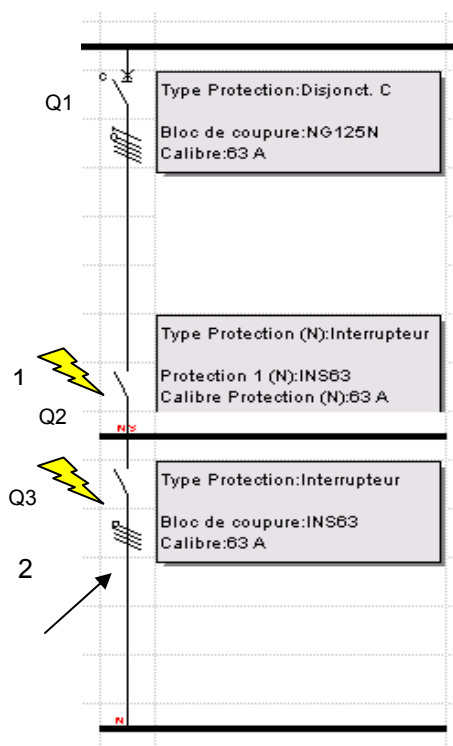 C
Q1
Type Protection:Disjonct. C
Bloc de coupure:NG125N
Calibre:63 A
Type Protection (N):Interrupteur
1
Protection 1 (N):INS63
Calibre Protection (N):63 A
Q2
N/S
Q3
Type Protection:Interrupteur
Bloc de coupure:INS63
Calibre:63 A
2
N